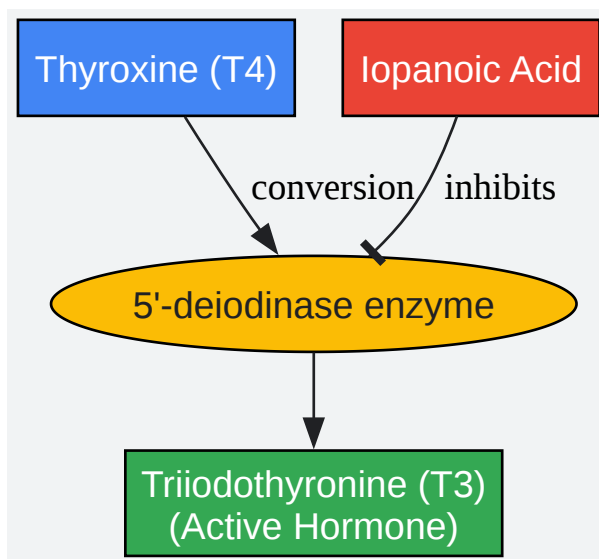 Thyroxine (T4)
Iopanoic Acid
conversion
inhibits
5'-deiodinase enzyme
Triiodothyronine (T3)
(Active Hormone)